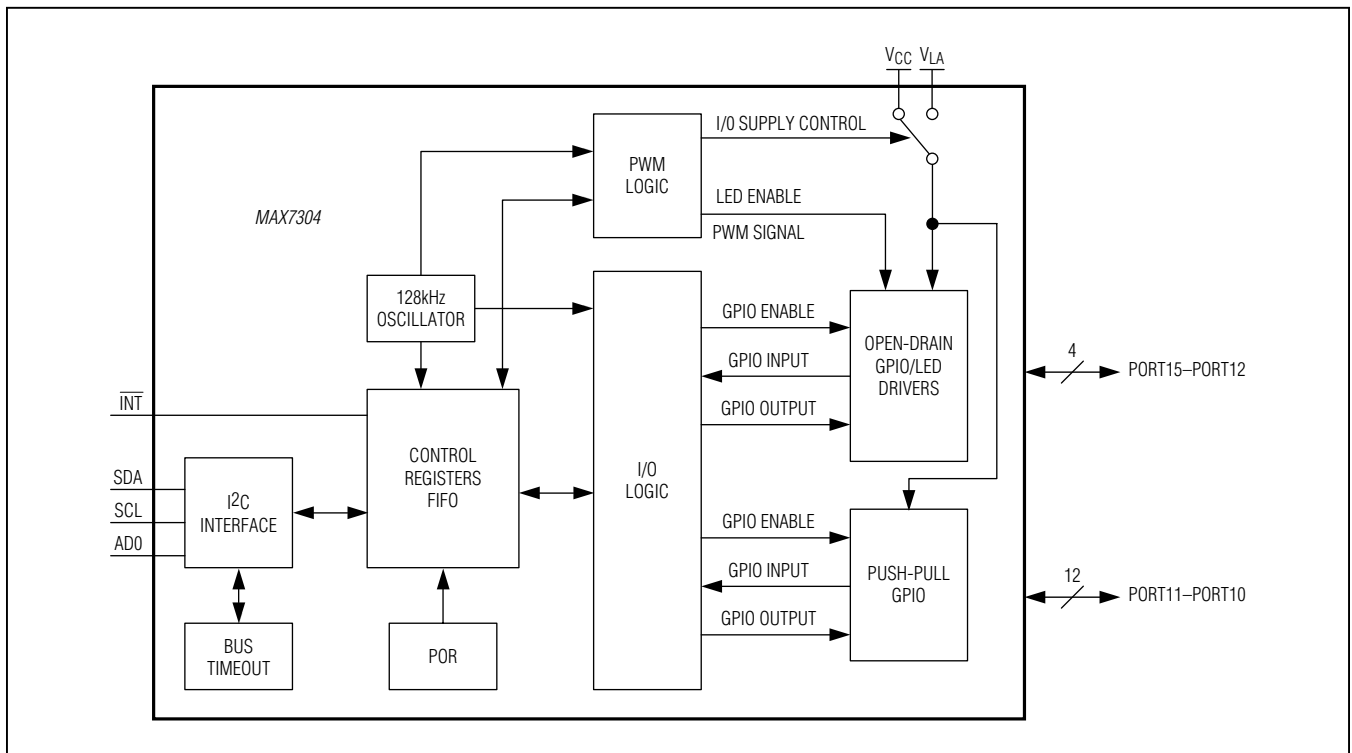 VCC VLA
I/O SUPPLY CONTROL
PWM
LOGIC
LED ENABLE
PWM SIGNAL
MAX7304
128kHz
OSCILLATOR
GPIO ENABLE
OPEN-DRAIN
GPIO/LED
DRIVERS
GPIO INPUT
GPIO OUTPUT
4
PORT15–PORT12
INT
CONTROL
REGISTERS
FIFO
I/O
LOGIC
SDA
SCL
AD0
I2C
INTERFACE
GPIO ENABLE
GPIO INPUT
GPIO OUTPUT
PUSH-PULL
GPIO
12
PORT11–PORT10
BUS
TIMEOUT
POR